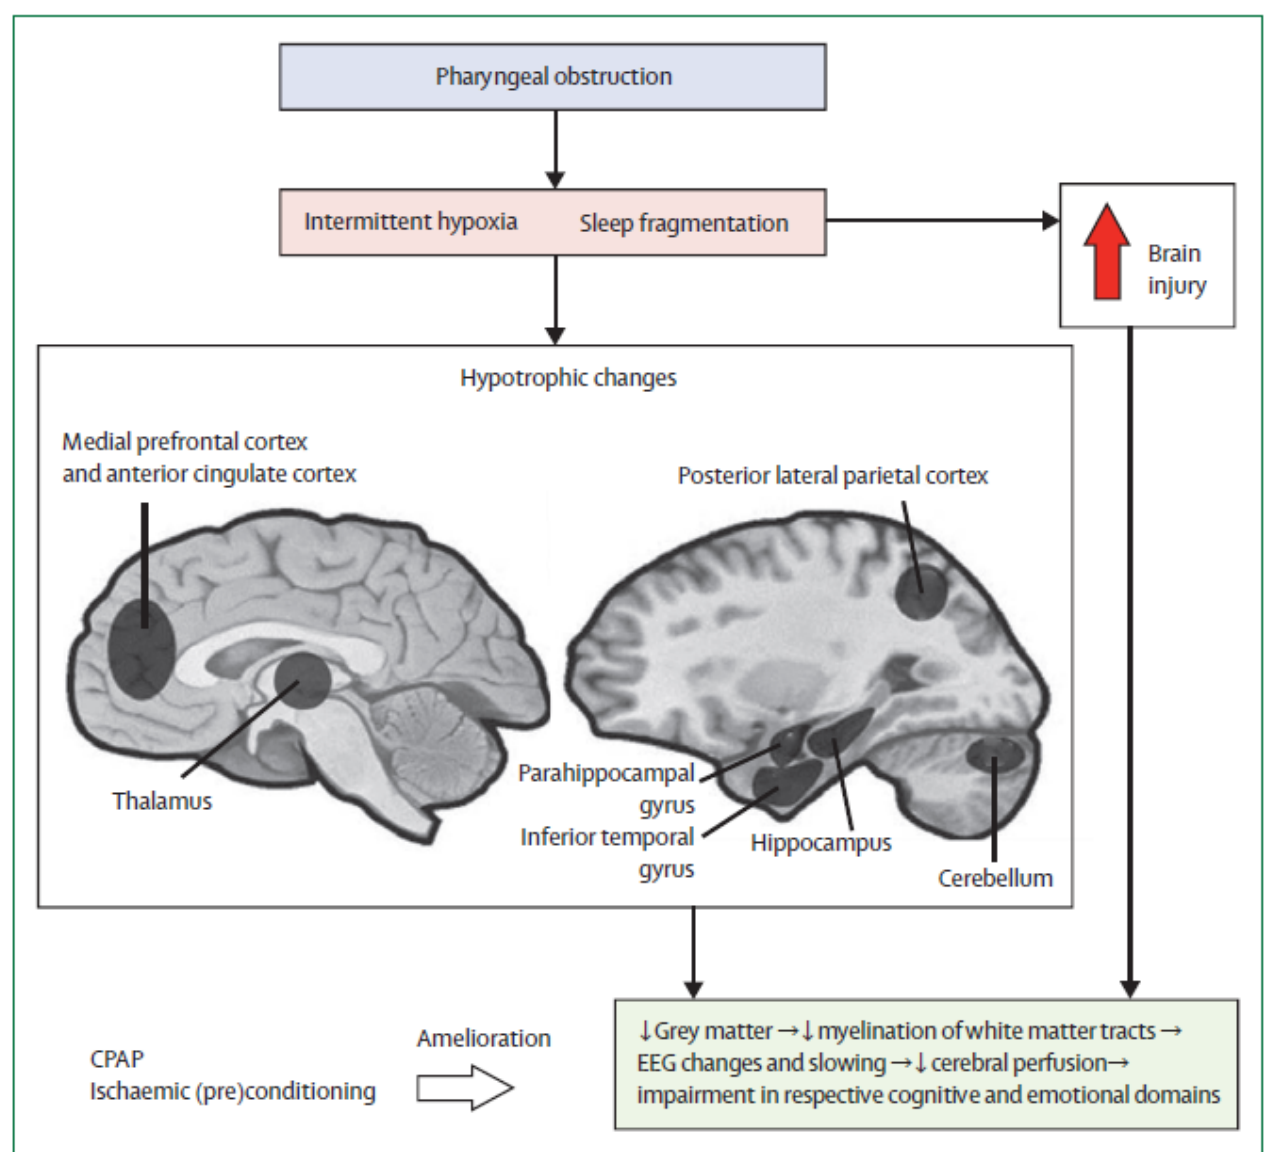 Pharyngeal obstruction
Intermittent hypoxia
Sleep fragmentation
Brain
injury
Hypotrophic changes
Medial prefrontal cortex
and anterior cingulate cortex
Posterior lateral parietal cortex
Thalamus
Parahippocampal
gyrus
Inferior temporal
gyrus
Hippocampus
Cerebellum
CPAP
Ischaemic (pre)conditioning
Amelioration
↓Grey matter →↓myelination of white matter tracts →
EEG changes and slowing →↓ cerebral perfusion→
impairment in respective cognitive and emotional domains